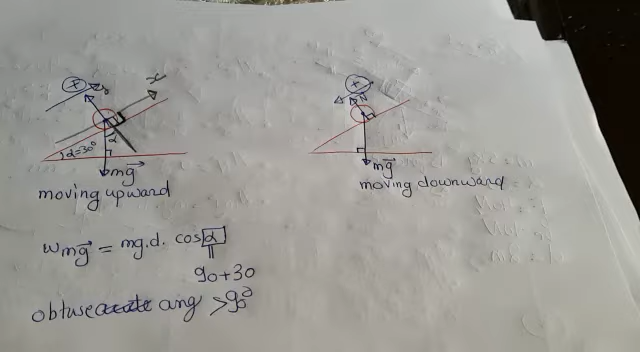 x
N
α
α=30°
mg
moving upward
+
N
mg
moving downward
Wmg = mg.d. cos α
90+30
obtuse ang > 90°